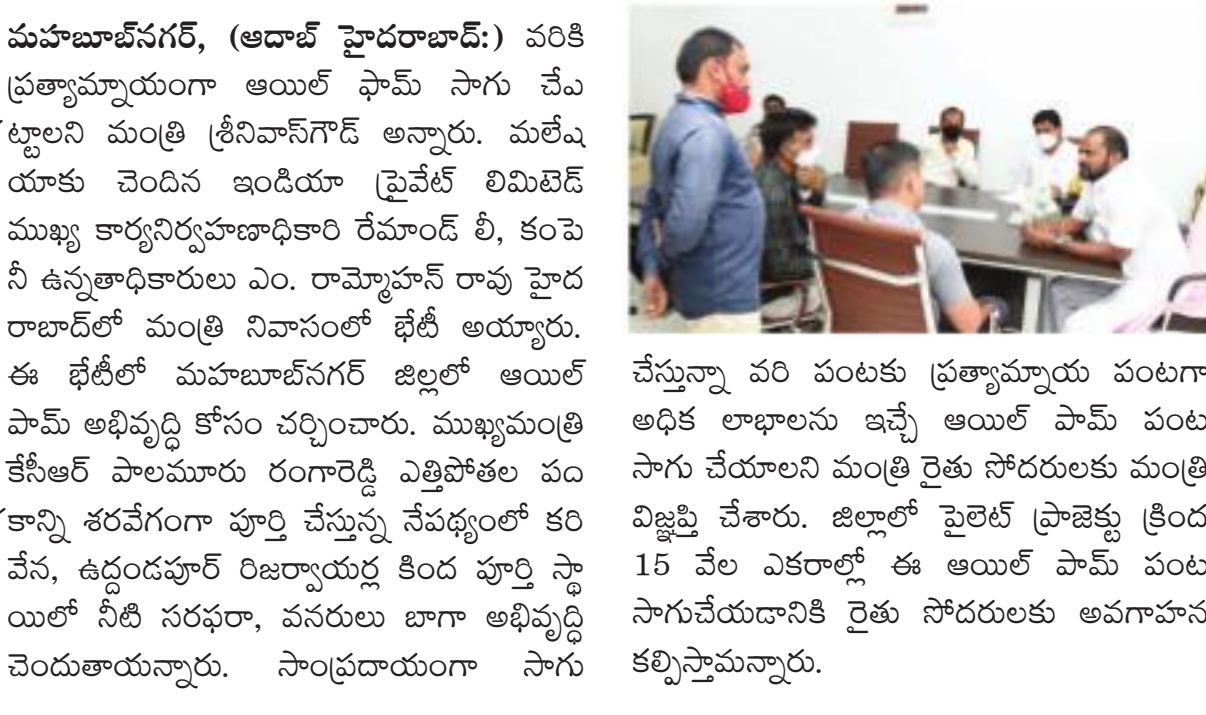 మహబూబ్‌నగర్, (ఆదాబ్ హైదరాబాద్:) వరికి
ప్రత్యామ్నాయంగా ఆయిల్ ఫామ్ సాగు చేప
ట్టాలని మంత్రి శ్రీనివాస్‌గౌడ్ అన్నారు. మలేష
యాకు చెందిన ఇండియా ప్రైవేట్ లిమిటెడ్
ముఖ్య కార్యనిర్వహణాధికారి రేమాండ్ లీ, కంపె
నీ ఉన్నతాధికారులు ఎం. రామ్మోహన్ రావు హైద
రాబాద్‌లో మంత్రి నివాసంలో భేటీ అయ్యారు.
ఈ భేటీలో మహబూబ్‌నగర్ జిల్లలో ఆయిల్
పామ్ అభివృద్ధి కోసం చర్చించారు. ముఖ్యమంత్రి
కేసీఆర్ పాలమూరు రంగారెడ్డి ఎత్తిపోతల పద
కాన్ని శరవేగంగా పూర్తి చేస్తున్న నేపథ్యంలో కరి
వేన, ఉద్దండపూర్ రిజర్వాయర్ల కింద పూర్తి స్థా
యిలో నీటి సరఫరా, వనరులు బాగా అభివృద్ధి
చెందుతాయన్నారు. సాంప్రదాయంగా సాగు
చేస్తున్నా వరి పంటకు ప్రత్యామ్నాయ పంటగా
అధిక లాభాలను ఇచ్చే ఆయిల్ పామ్ పంట
సాగు చేయాలని మంత్రి రైతు సోదరులకు మంత్రి
విజ్ఞప్తి చేశారు. జిల్లాలో పైలెట్ ప్రాజెక్టు క్రింద
15 వేల ఎకరాల్లో ఈ ఆయిల్ పామ్ పంట
సాగుచేయడానికి రైతు సోదరులకు అవగాహన
కల్పిస్తామన్నారు.